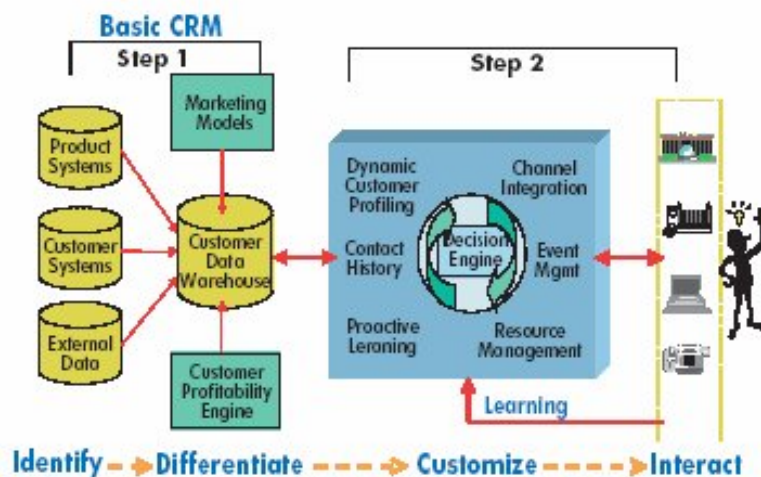 Basic CRM
Step 1
Step 2
Marketing
Models
Product
Systems
Customer
Systems
External
Data
Customer
Data
Warehouse
Customer
Profitability
Engine
Dynamic
Customer
Profiling
Channel
Integration
Contact
History
Decision
Engine
Event
Mgmt
Proactive
Leraning
Resource
Management
Learning
Identify
Differentiate
Customize
Interact